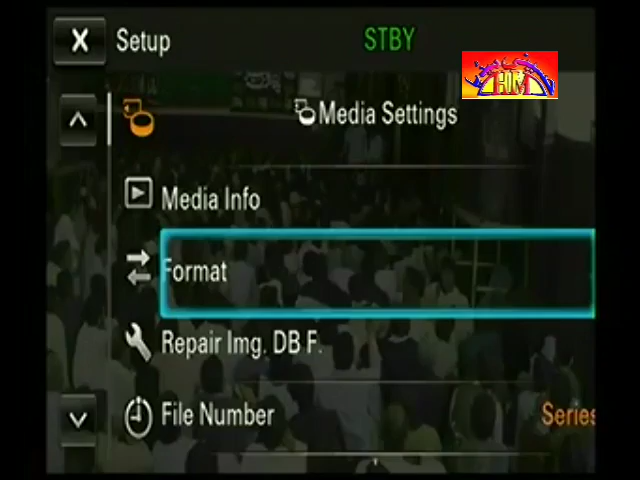 X Setup
STBY
Media Settings
Media Info
Format
Repair Img. DB F.
File Number
Series